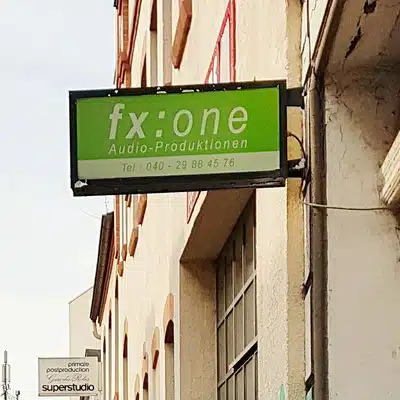 fx:one
Audio-Produktionen
Tel : 040 - 29 88 45 76
primate
postproduction
superstudio